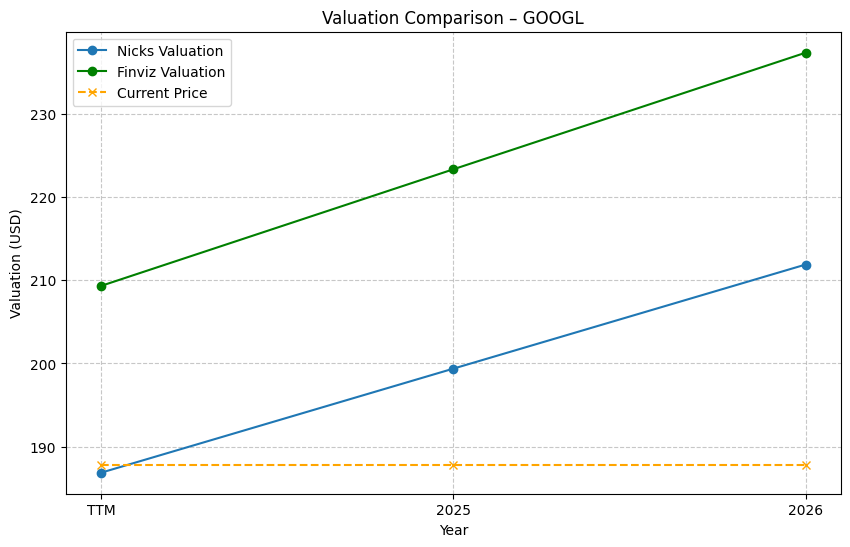 Valuation Comparison – GOOGL
Nicks Valuation
Finviz Valuation
Current Price
Valuation (USD)
230
220
210
200
190
TTM
2025
2026
Year